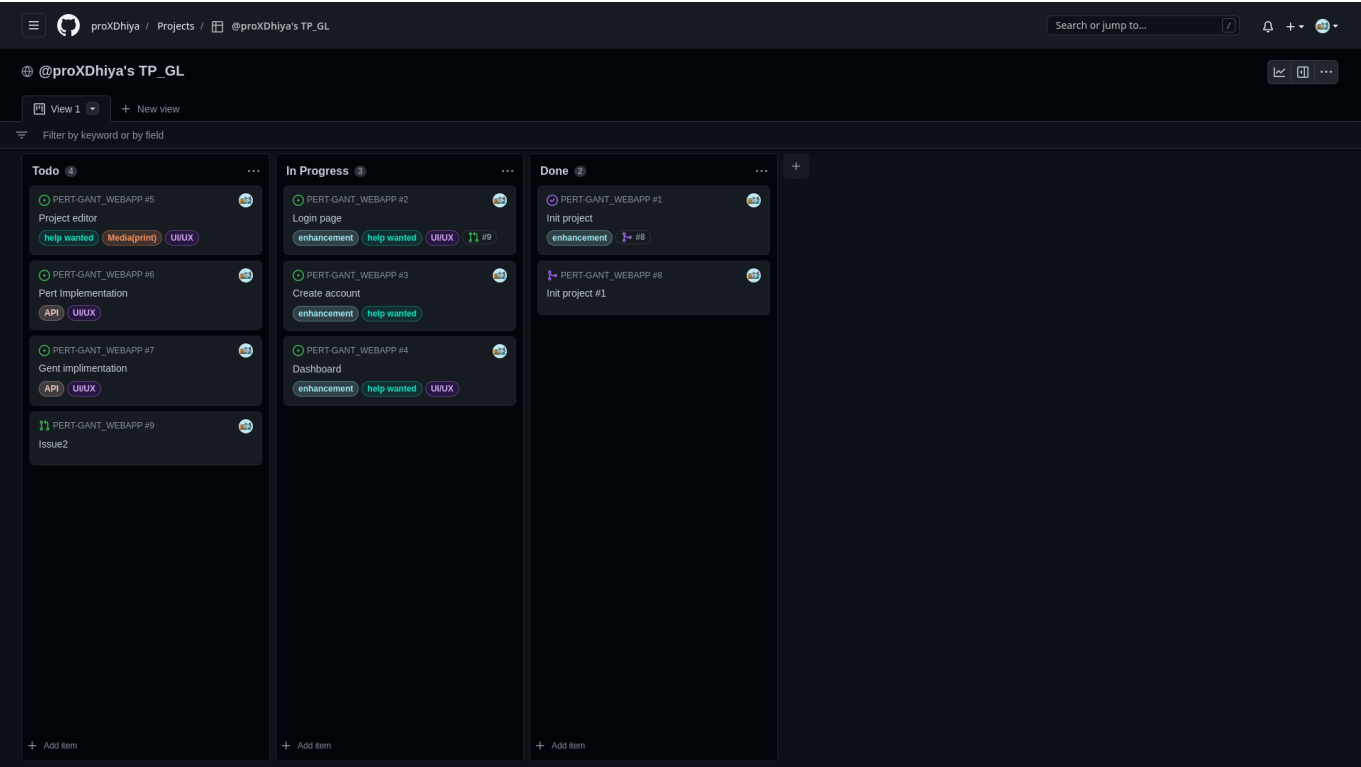 proXDhiya / Projects / @proXDhiya's TP_GL
Search or jump to... /
@proXDhiya's TP_GL
View 1
New view
Filter by keyword or by field
Todo 4
PERT-GANT_WEBAPP #5
Project editor
help wanted Media(print) UI/UX
PERT-GANT_WEBAPP #6
Pert Implementation
API UI/UX
PERT-GANT_WEBAPP #7
Gent implimentation
API UI/UX
PERT-GANT_WEBAPP #9
Issue2
Add item
In Progress 3
PERT-GANT_WEBAPP #2
Login page
enhancement help wanted UI/UX #9
PERT-GANT_WEBAPP #3
Create account
enhancement help wanted
PERT-GANT_WEBAPP #4
Dashboard
enhancement help wanted UI/UX
Add item
Done 2
PERT-GANT_WEBAPP #1
Init project
enhancement #8
PERT-GANT_WEBAPP #8
Init project #1
Add item